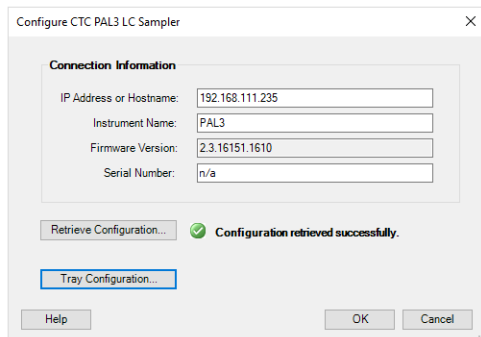 Configure CTC PAL3 LC Sampler
Connection Information
IP Address or Hostname: 192.168.111.235
Instrument Name: PAL3
Firmware Version: 2.3.16151.1610
Serial Number: n/a
Retrieve Configuration... Configuration retrieved successfully.
Tray Configuration...
Help OK Cancel